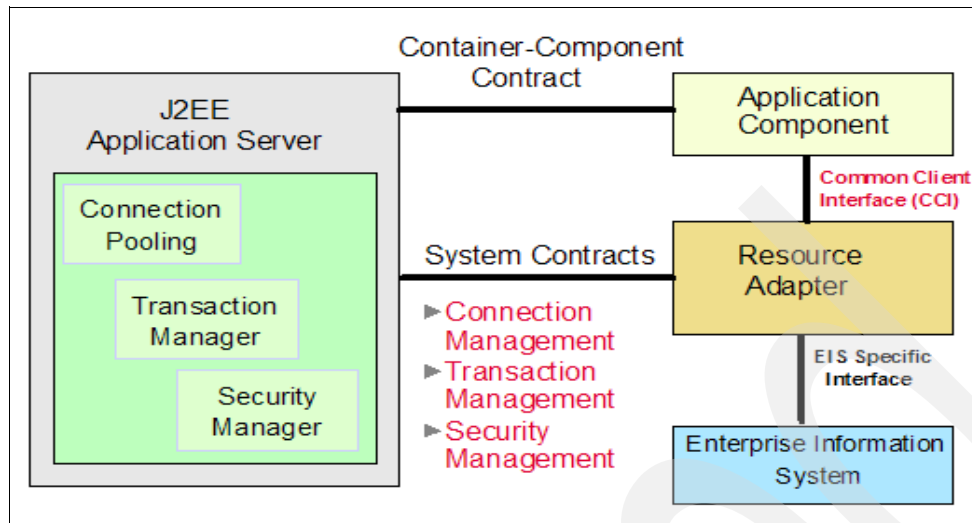 Container-Component
Contract
J2EE
Application Server
Connection
Pooling
Transaction
Manager
Security
Manager
Application
Component
Common Client
Interface (CCI)
System Contracts
Connection
Management
Transaction
Management
Security
Management
Resource
Adapter
EIS Specific
Interface
Enterprise Information
System